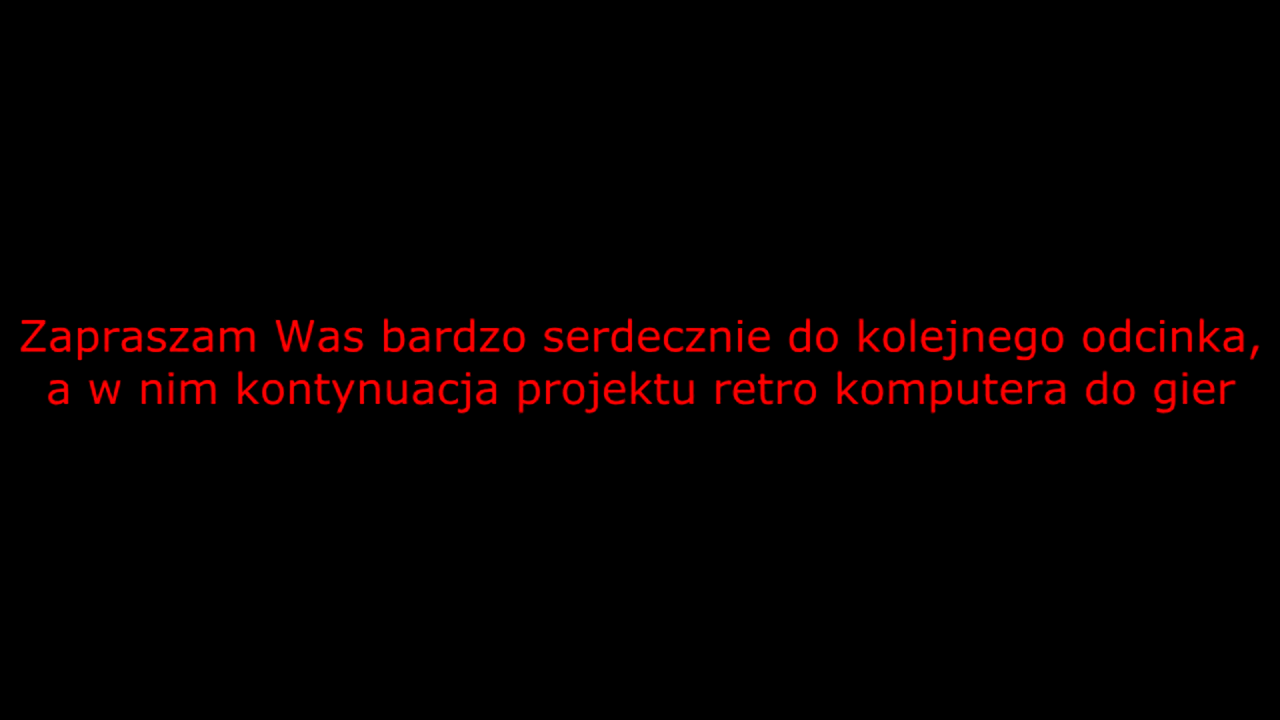 Zapraszam Was bardzo serdecznie do kolejnego odcinka,
a w nim kontynuacja projektu retro komputera do gier